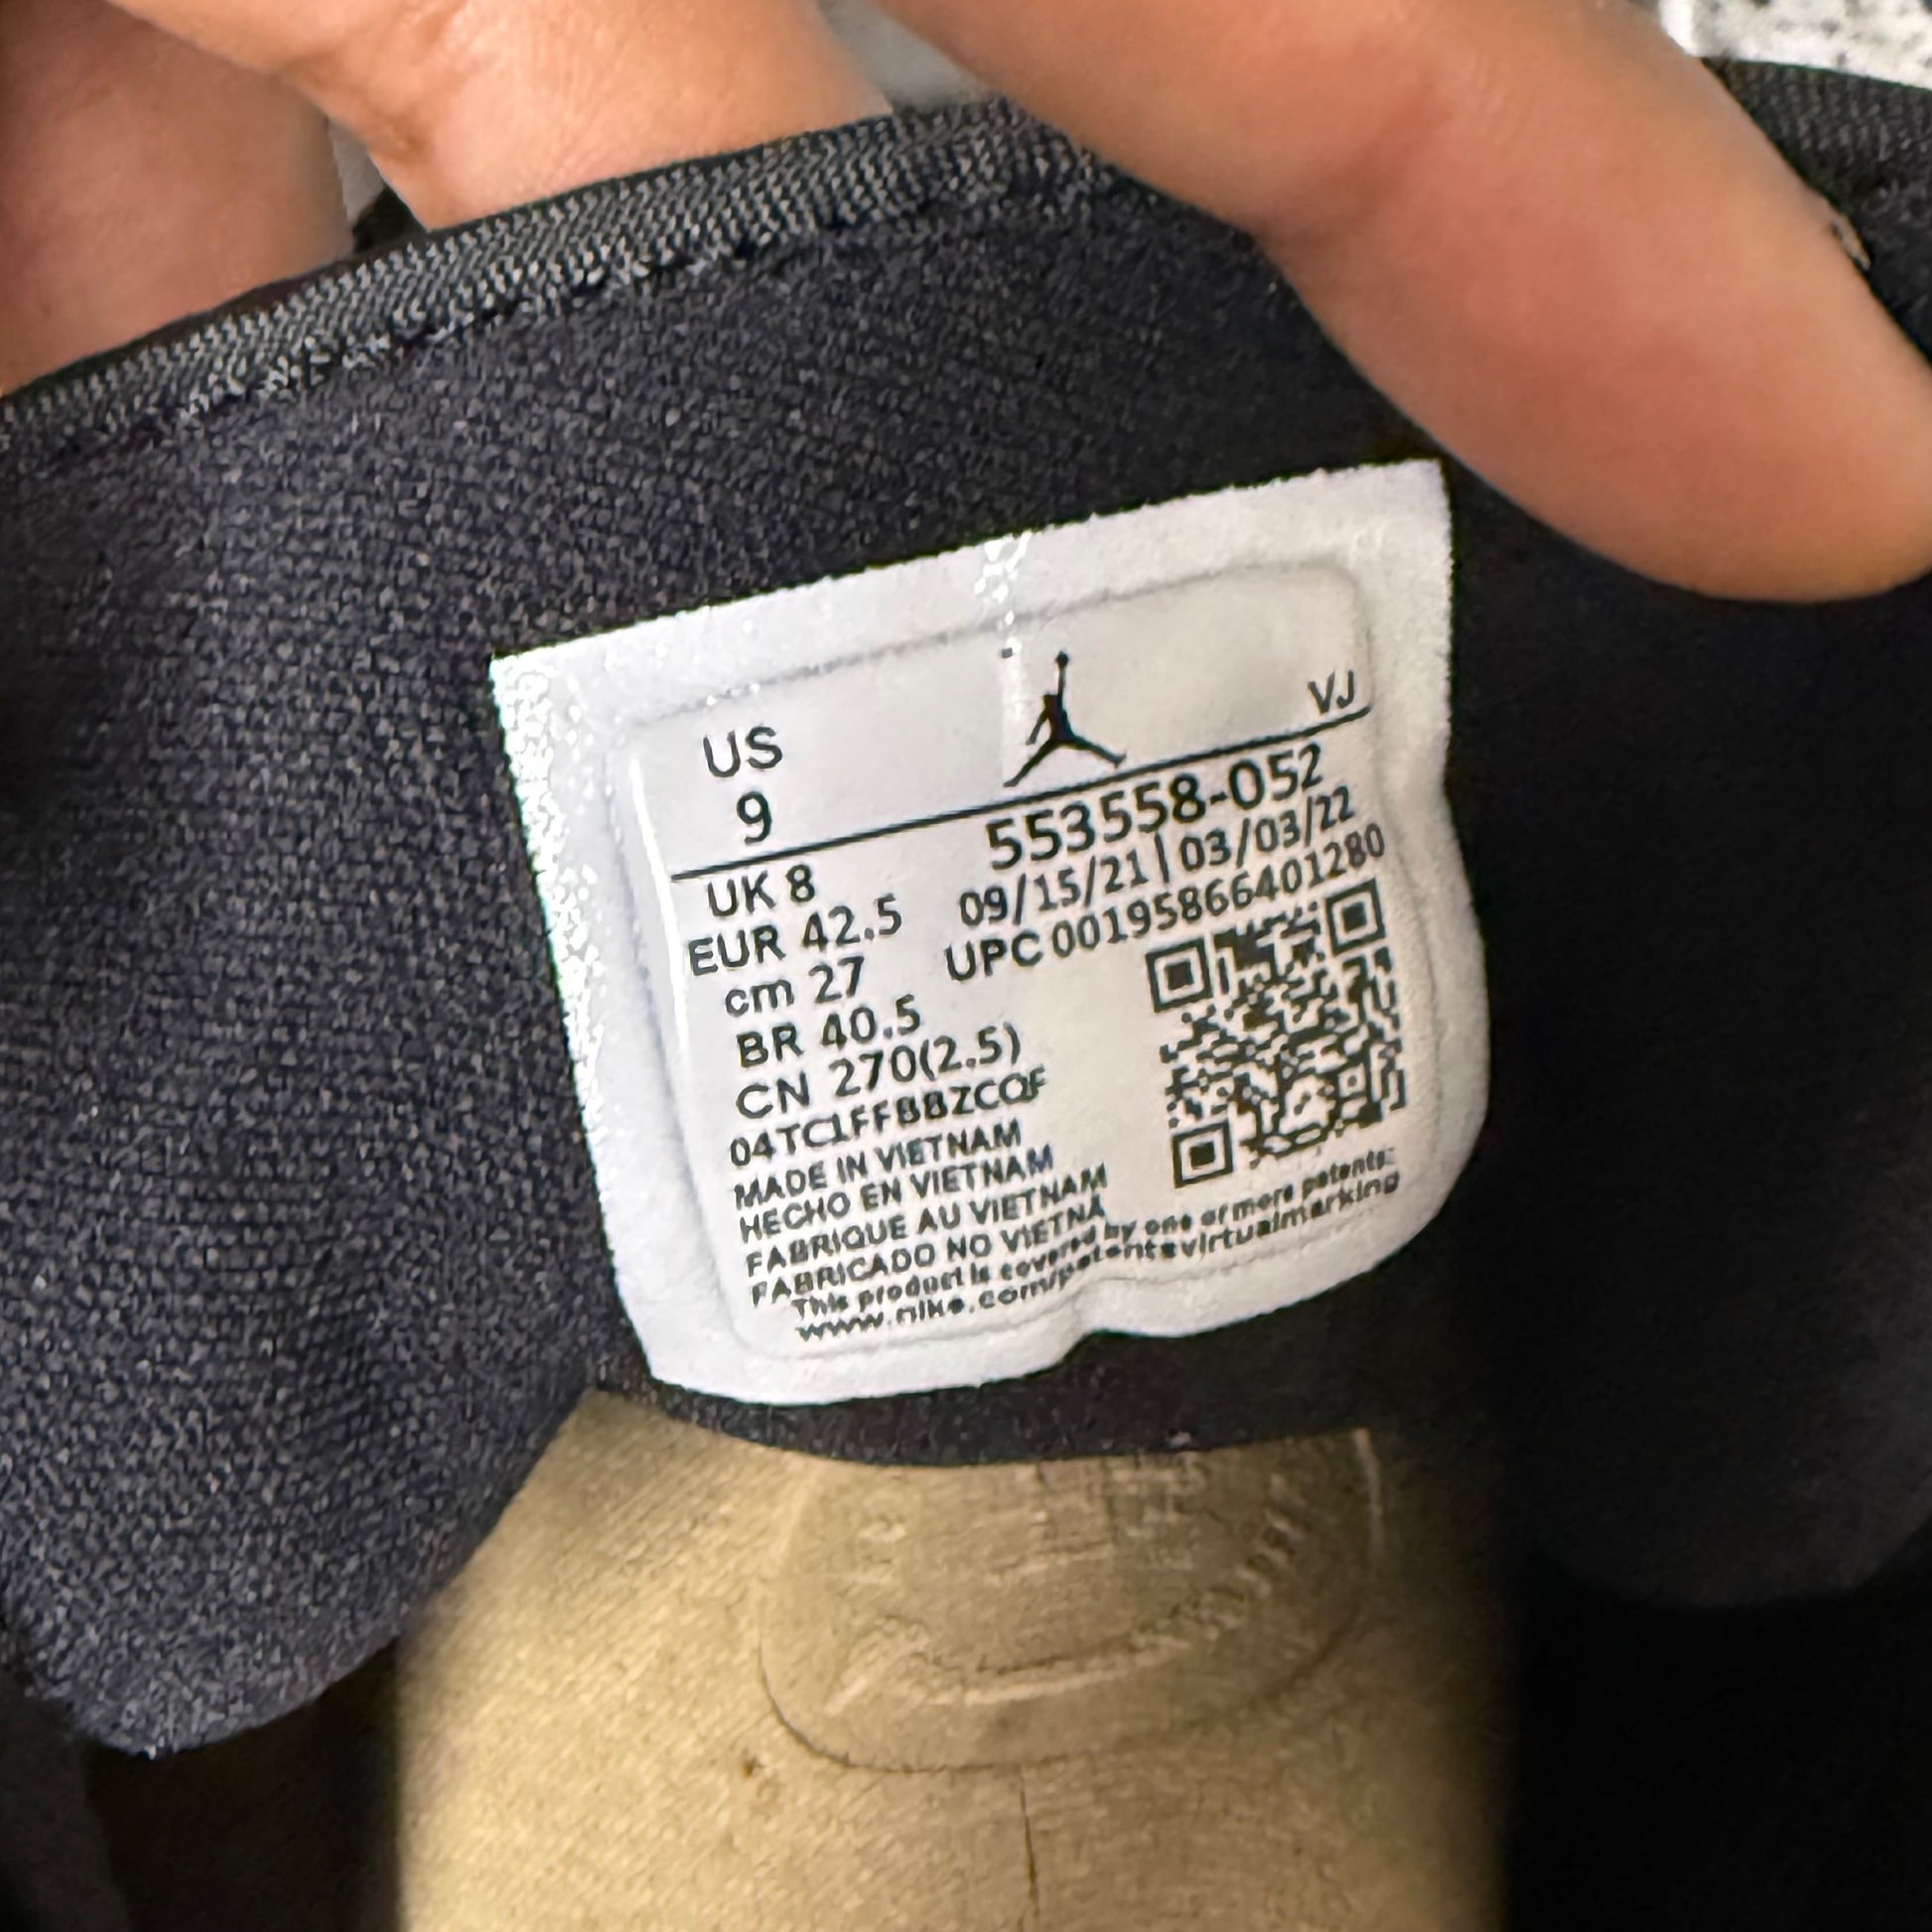 US
9
VJ
553558-052
09/15/21 | 03/03/22
UPC 00195866401280
UK 8
EUR 42.5
cm 27
BR 40.5
CN 270(2.5)
04TC1FFBBZCOF
MADE IN VIETNAM
HECHO EN VIETNAM
FABRIQUE AU VIETNAM
FABRICADO NO VIETNA
This product is covered by one or more patents:
www.nike.com/patentsvirtualmarking